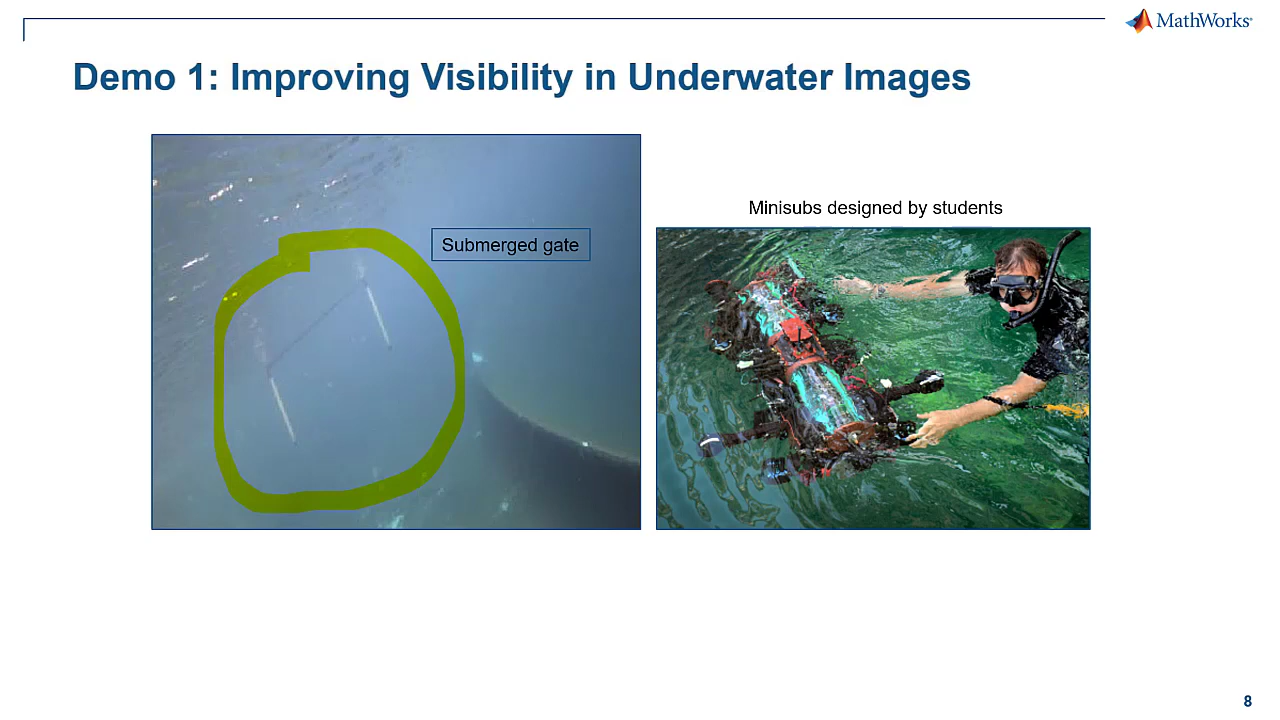 MathWorks
Demo 1: Improving Visibility in Underwater Images
Submerged gate
Minisubs designed by students
8